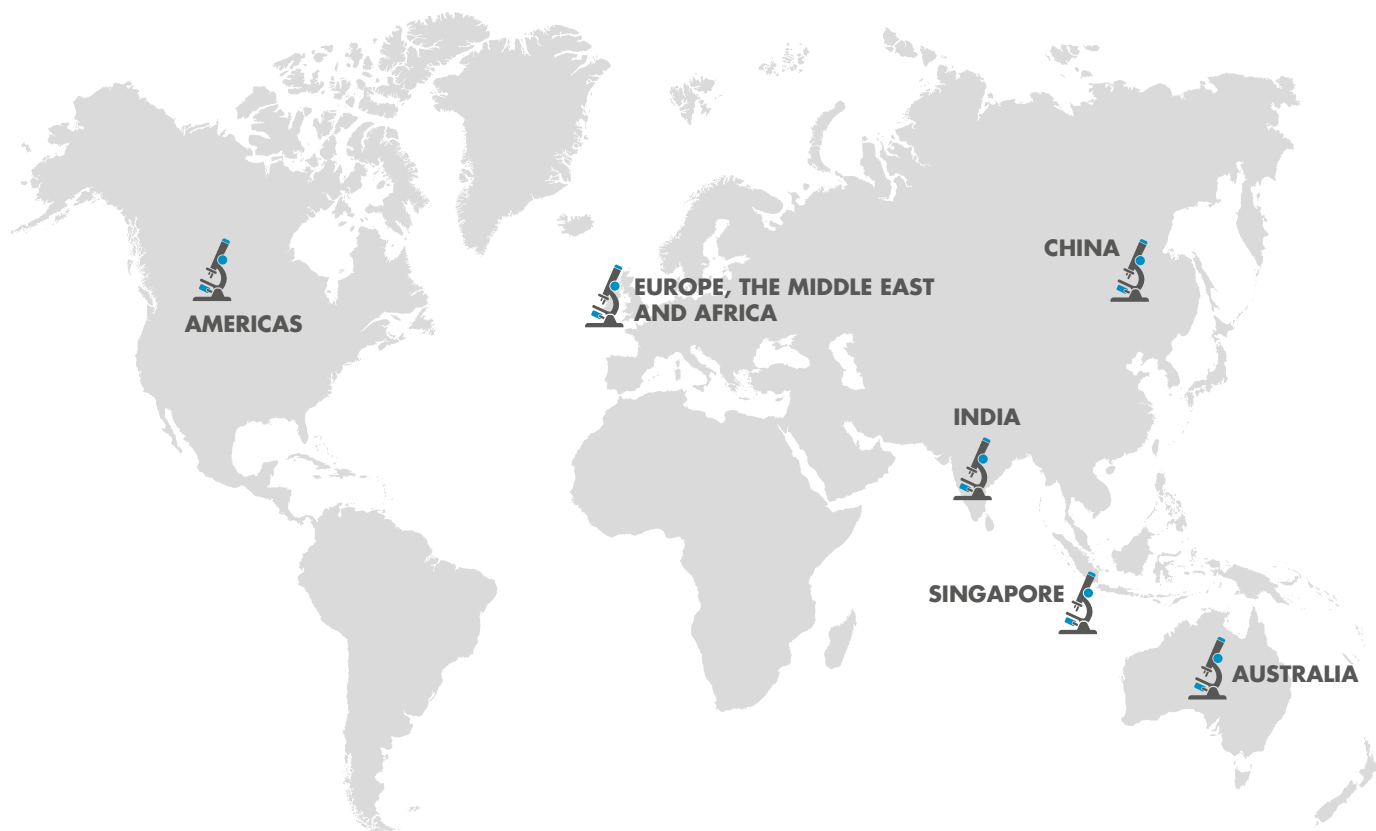 CHINA
EUROPE, THE MIDDLE EAST
AND AFRICA
AMERICAS
INDIA
SINGAPORE
AUSTRALIA